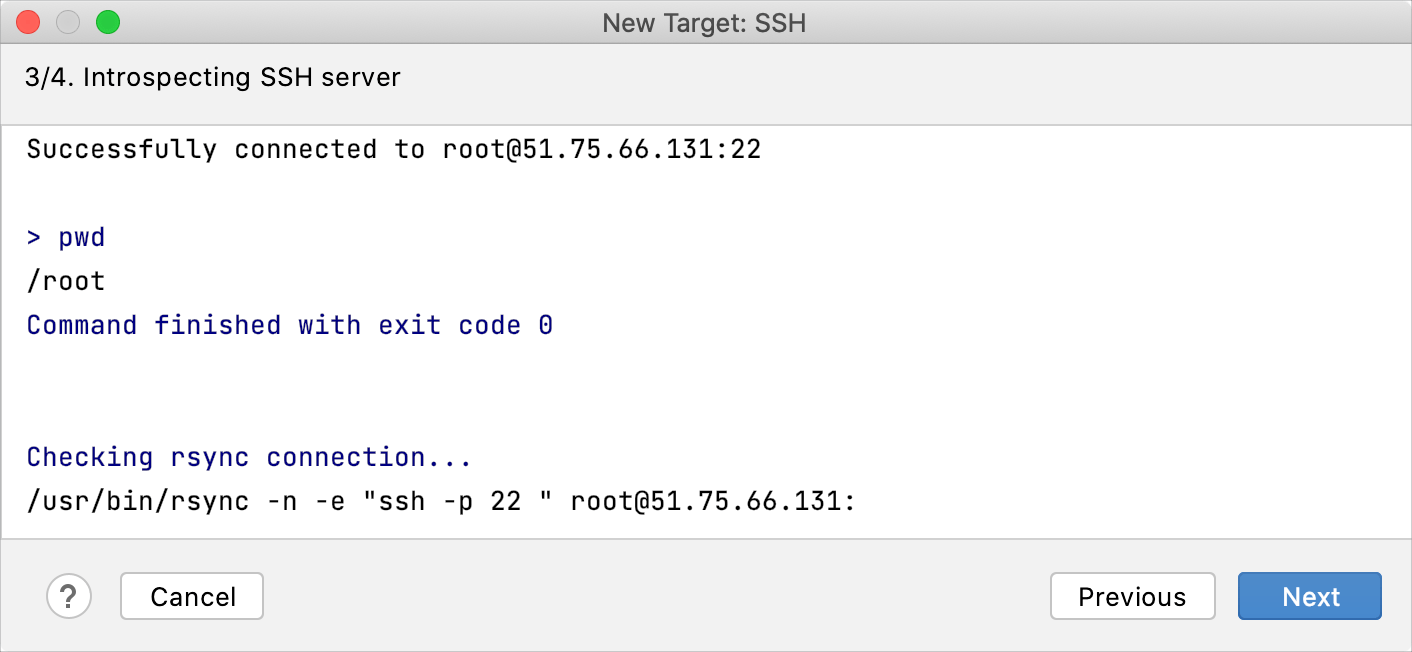 New Target: SSH
3/4. Introspecting SSH server
Successfully connected to root@51.75.66.131:22
> pwd
/root
Command finished with exit code 0
Checking rsync connection...
/usr/bin/rsync -n -e "ssh -p 22 " root@51.75.66.131:
? Cancel Previous Next